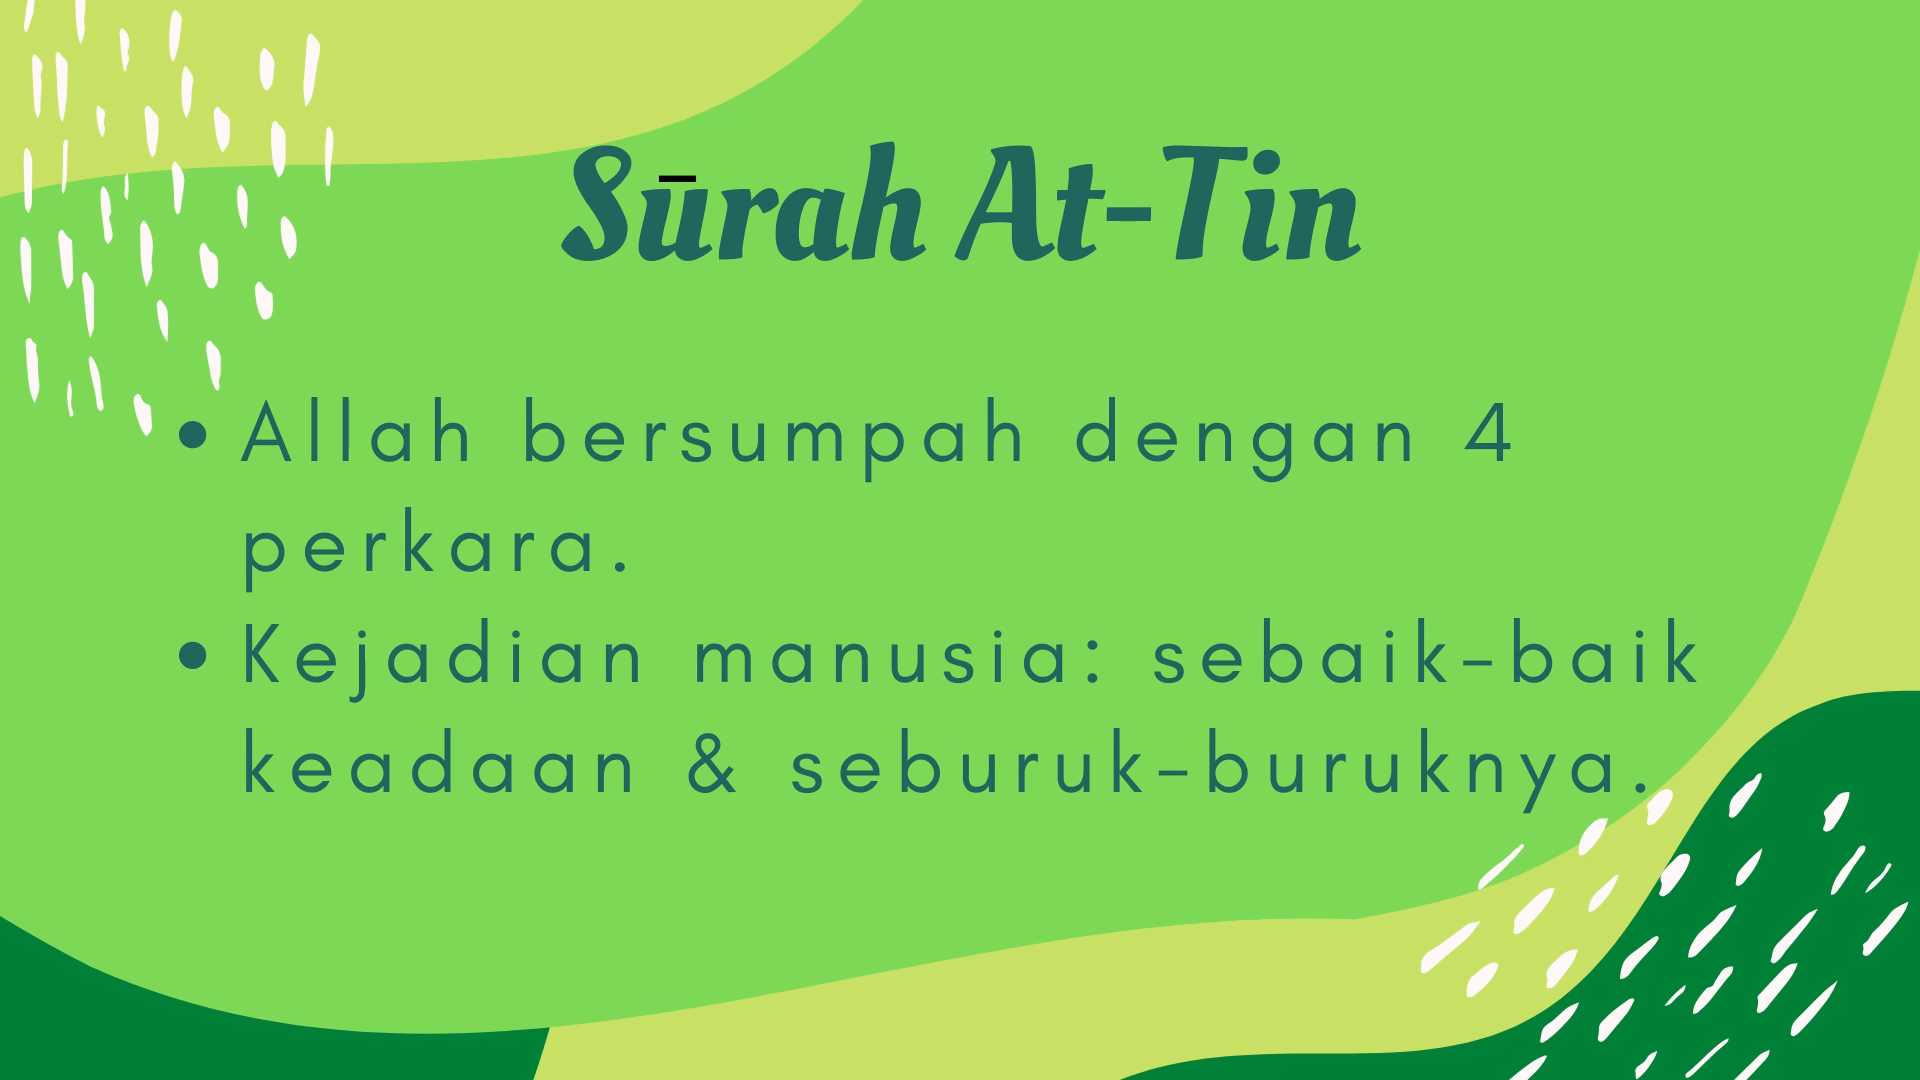 Sūrah At-Tin
• Allah bersumpah dengan 4
perkara.
• Kejadian manusia: sebaik-baik
keadaan & seburuk-buruknya.